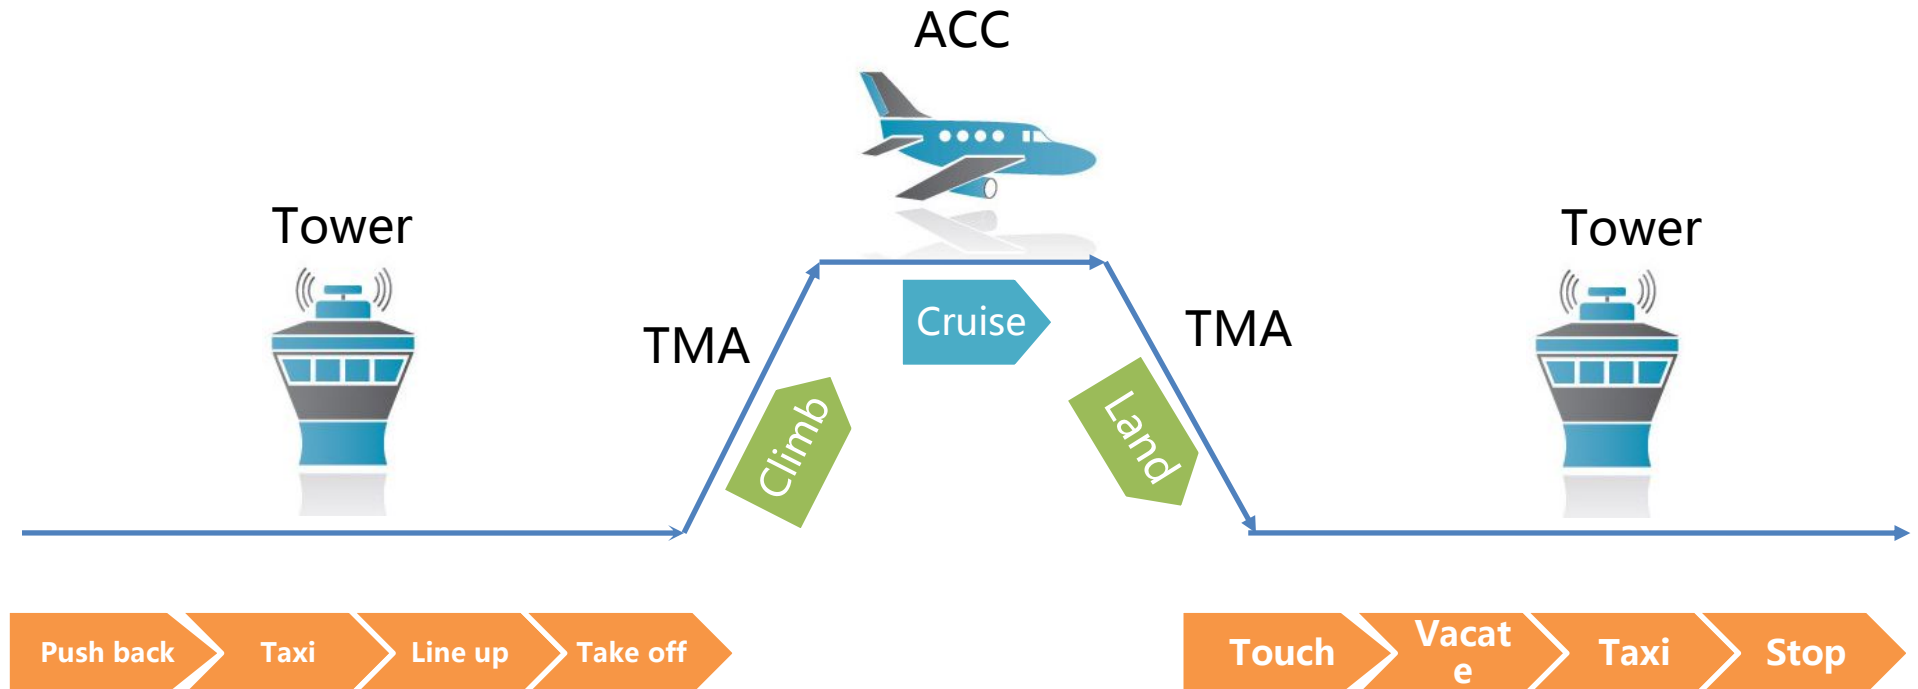 ACC
Tower
Tower
TMA
Cruise
TMA
Climb
Land
Push back
Taxi
Line up
Take off
Touch
Vacat
e
Taxi
Stop